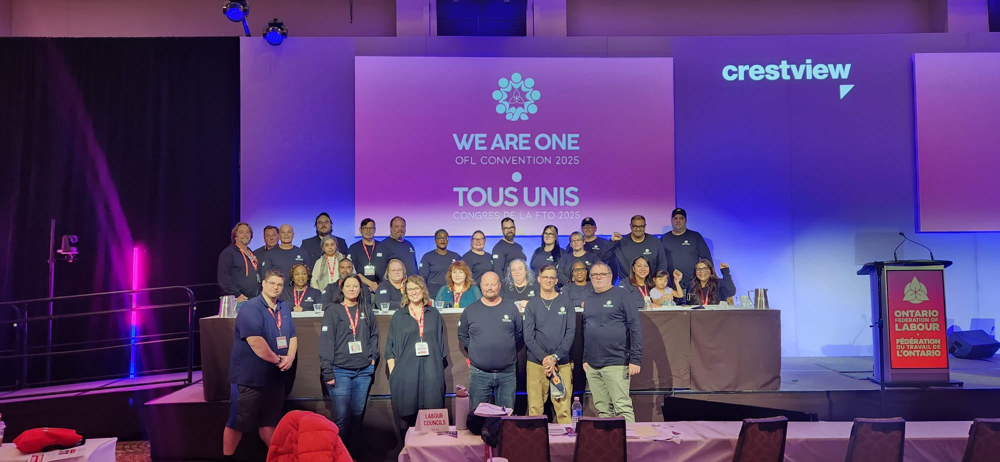 crestview
WE ARE ONE
OFL CONVENTION 2025
TOUS UNIS
CONGRES DE LA FTO 2025
ONTARIO
FEDERATION OF
LABOUR
FÉDÉRATION
DU TRAVAIL DE
L'ONTARIO
LABOUR
COUNCILS